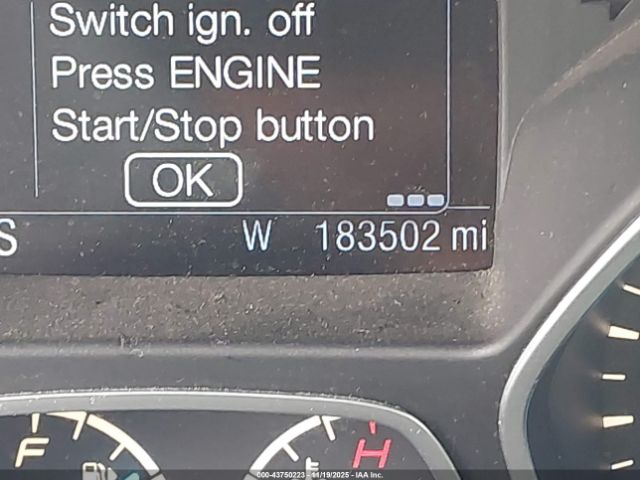 Switch ign. off
Press ENGINE
Start/Stop button
OK
S W 183502 mi
F H
000-43750223 - 11/19/2025 - IAA Inc.